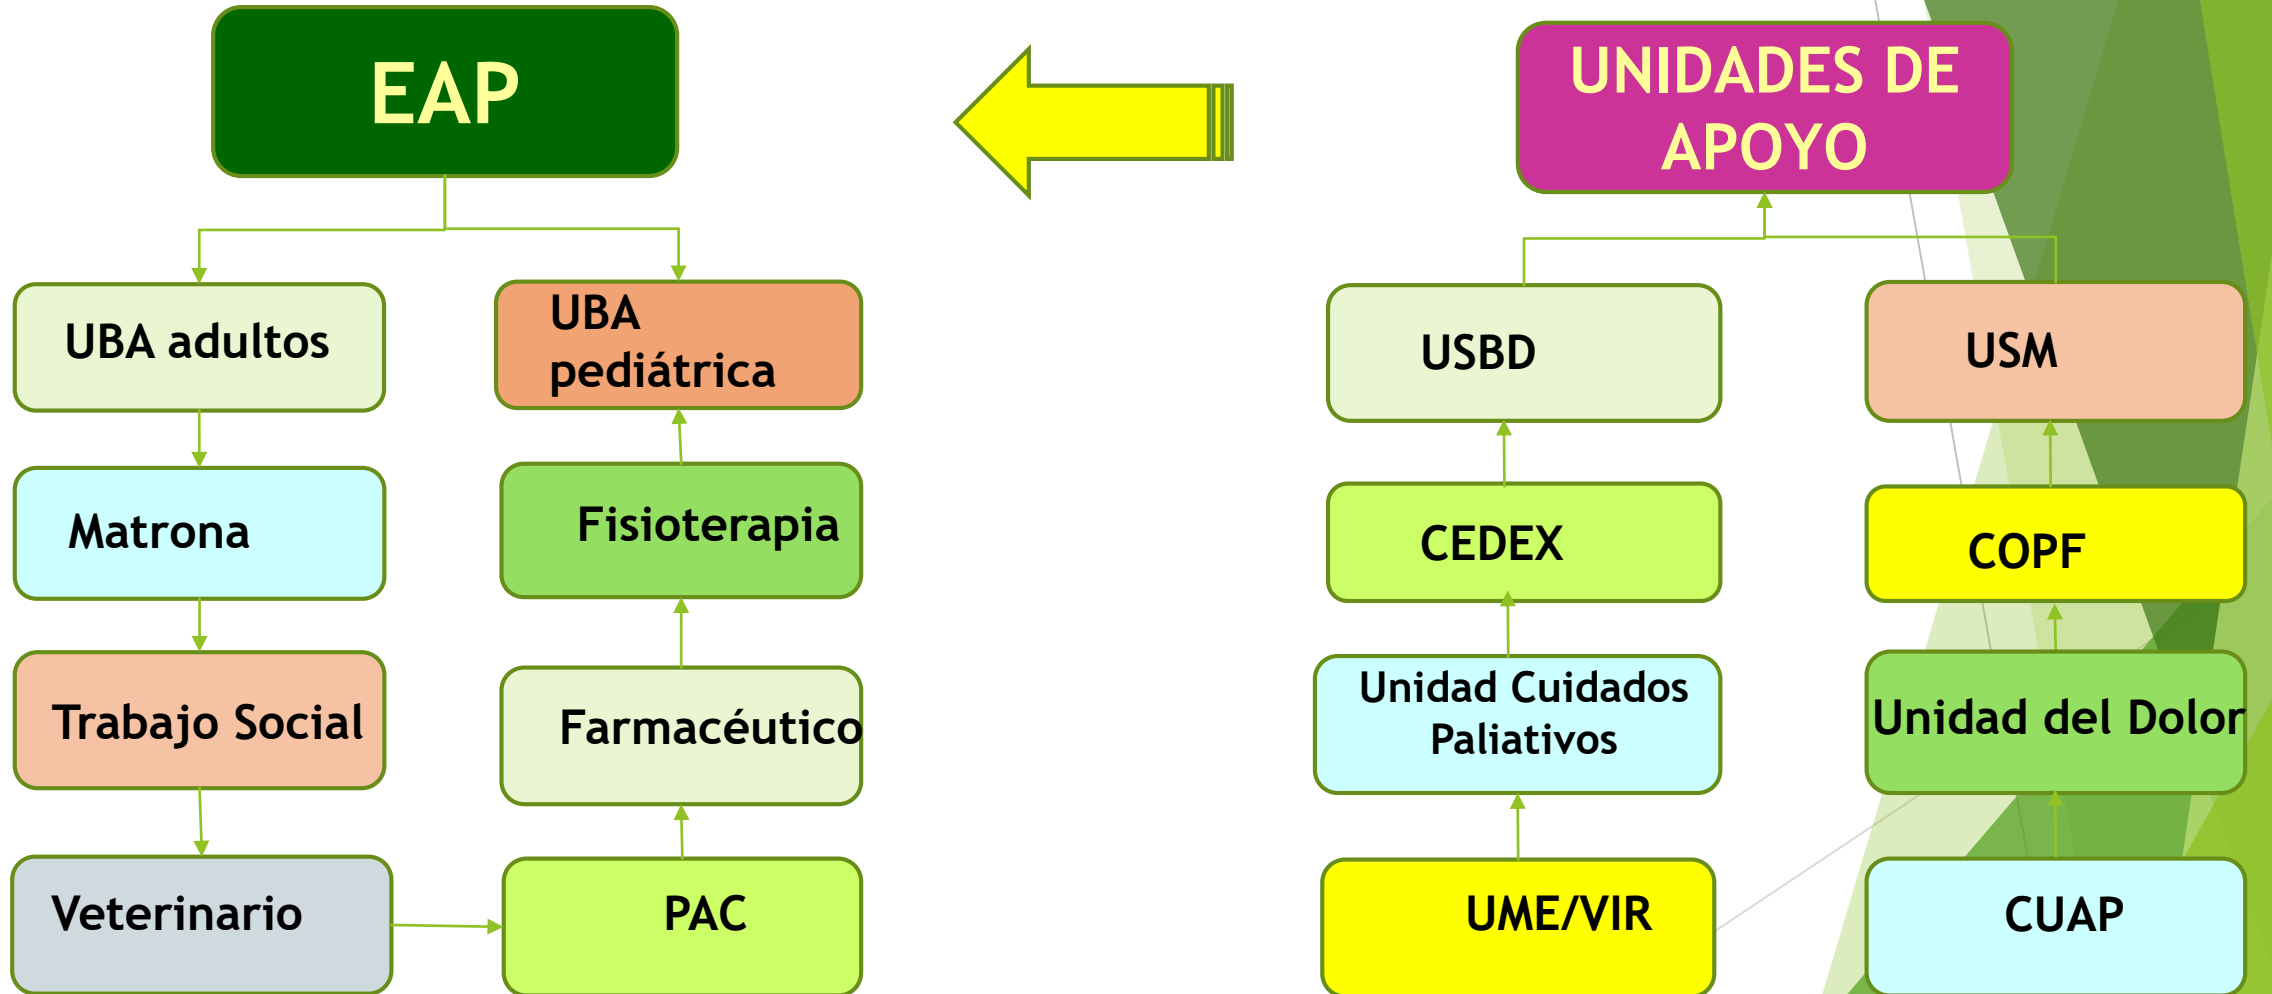 EAP
UNIDADES DE
APOYO
UBA adultos
UBA
pediátrica
USBD
USM
Matrona
Fisioterapia
CEDEX
COPF
Trabajo Social
Farmacéutico
Unidad Cuidados
Paliativos
Unidad del Dolor
Veterinario
PAC
UME/VIR
CUAP